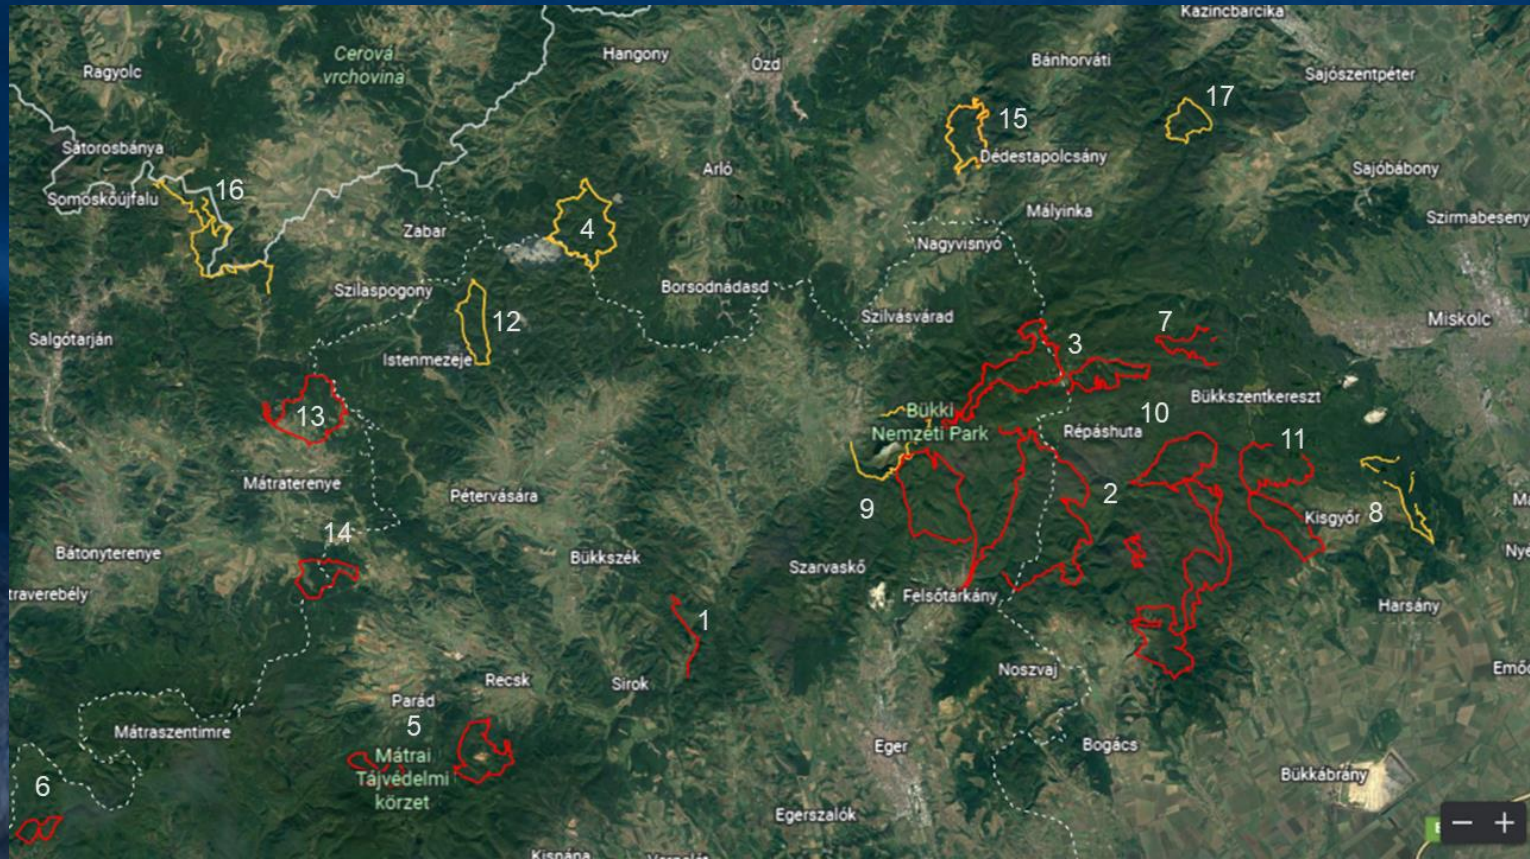 Kazincbarcika
Cerová
vrchovina
Hangony
Ózd
Bánhorváti
Ragyolc
Sajószentpéter
17
15
Sátorosbánya
Arló
Dédestapolcsány
Sajóbábony
16
Somoskőújfalu
Mályinka
Szirmabeseny
Zabar
4
Nagyvisnyó
Szilaspogony
Borsodnádasd
Szilvásvárad
12
7
Miskolc
Salgótarján
3
Istenmezeje
Bükkszentkereszt
13
Bükki
Nemzeti Park
10
Répáshuta
11
Mátraterenye
Pétervására
2
9
8
Kisgyőr
14
Bátonyterenye
Bükkszék
Szarvaskő
Nye
traverebély
Felsőtárkány
Harsány
1
Recsk
Sirok
Noszvaj
Parád
5
Mátraszentimre
Mátrai
Tájvédelmi
körzet
Eger
Bogács
Bükkábrány
6
Egerszalók
− +